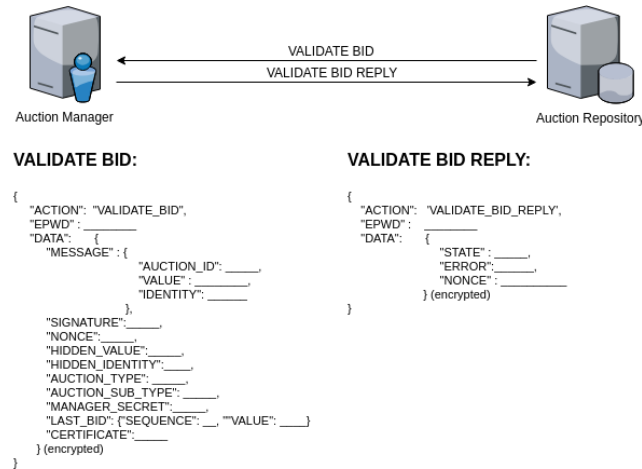 VALIDATE BID
VALIDATE BID REPLY
Auction Manager
Auction Repository
VALIDATE BID:
{
"ACTION": "VALIDATE_BID",
"EPWD" : ________
"DATA": {
"MESSAGE" : {
"AUCTION_ID": _____,
"VALUE" : ________,
"IDENTITY": ______
},
"SIGNATURE":_____,
"NONCE":_____,
"HIDDEN_VALUE":_____,
"HIDDEN_IDENTITY":____,
"AUCTION_TYPE": _____,
"AUCTION_SUB_TYPE": _____,
"MANAGER_SECRET":_____,
"LAST_BID": {"SEQUENCE": __, ""VALUE": ____}
"CERTIFICATE":_____
} (encrypted)
}
VALIDATE BID REPLY:
{
"ACTION": 'VALIDATE_BID_REPLY',
"EPWD" : ________
"DATA": {
"STATE" : _____,
"ERROR":______,
"NONCE" : __________
} (encrypted)
}